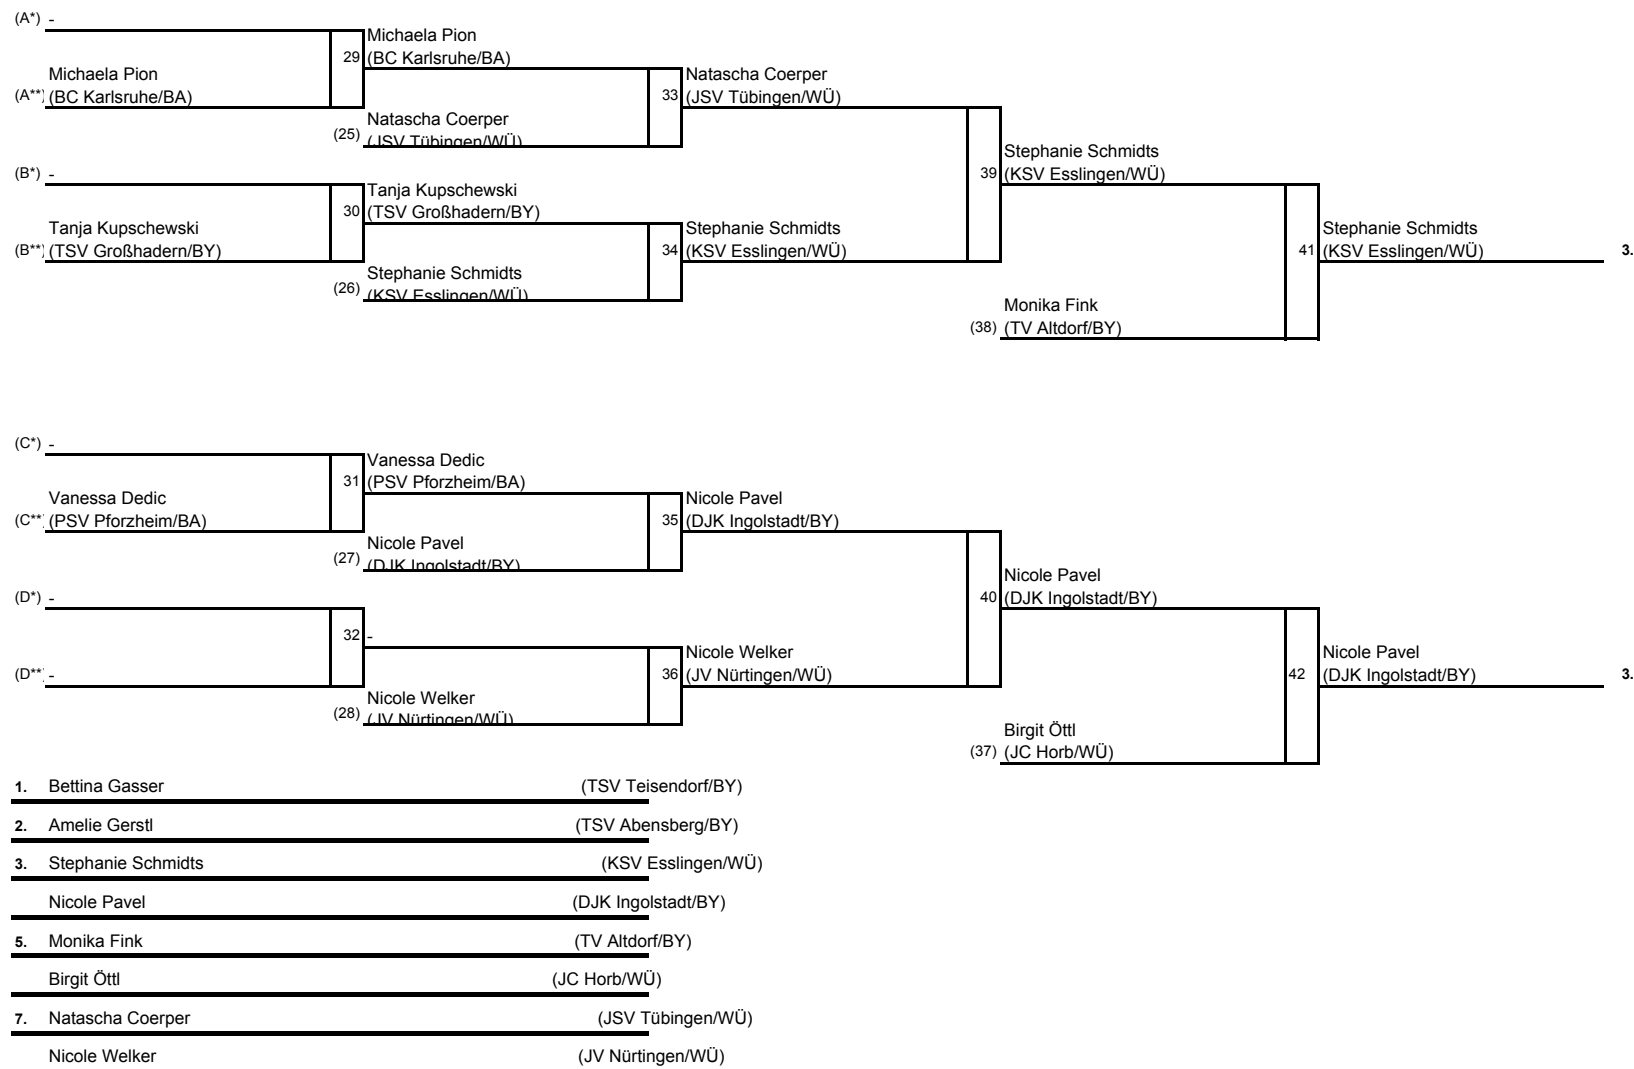 (A*) -
Michaela Pion
29 (BC Karlsruhe/BA)
Michaela Pion
(A**) (BC Karlsruhe/BA)
Natascha Coerper
33 (JSV Tübingen/WÜ)
Natascha Coerper
(25) (JSV Tübingen/WÜ)
Stephanie Schmidts
39 (KSV Esslingen/WÜ)
(B*) -
Tanja Kupschewski
30 (TSV Großhadern/BY)
Tanja Kupschewski
(B**) (TSV Großhadern/BY)
Stephanie Schmidts
34 (KSV Esslingen/WÜ)
Stephanie Schmidts
41 (KSV Esslingen/WÜ) 3.
Stephanie Schmidts
(26) (KSV Esslingen/WÜ)
Monika Fink
(38) (TV Altdorf/BY)
(C*) -
Vanessa Dedic
31 (PSV Pforzheim/BA)
Vanessa Dedic
(C** (PSV Pforzheim/BA)
Nicole Pavel
35 (DJK Ingolstadt/BY)
Nicole Pavel
(27) (DJK Ingolstadt/BY)
Nicole Pavel
40 (DJK Ingolstadt/BY)
(D*) -
32 -
(D** -
Nicole Welker
36 (JV Nürtingen/WÜ)
Nicole Pavel
42 (DJK Ingolstadt/BY) 3.
Nicole Welker
(28) (JV Nürtingen/WÜ)
Birgit Öttl
(37) (JC Horb/WÜ)
1. Bettina Gasser (TSV Teisendorf/BY)
2. Amelie Gerstl (TSV Abensberg/BY)
3. Stephanie Schmidts (KSV Esslingen/WÜ)
Nicole Pavel (DJK Ingolstadt/BY)
5. Monika Fink (TV Altdorf/BY)
Birgit Öttl (JC Horb/WÜ)
7. Natascha Coerper (JSV Tübingen/WÜ)
Nicole Welker (JV Nürtingen/WÜ)